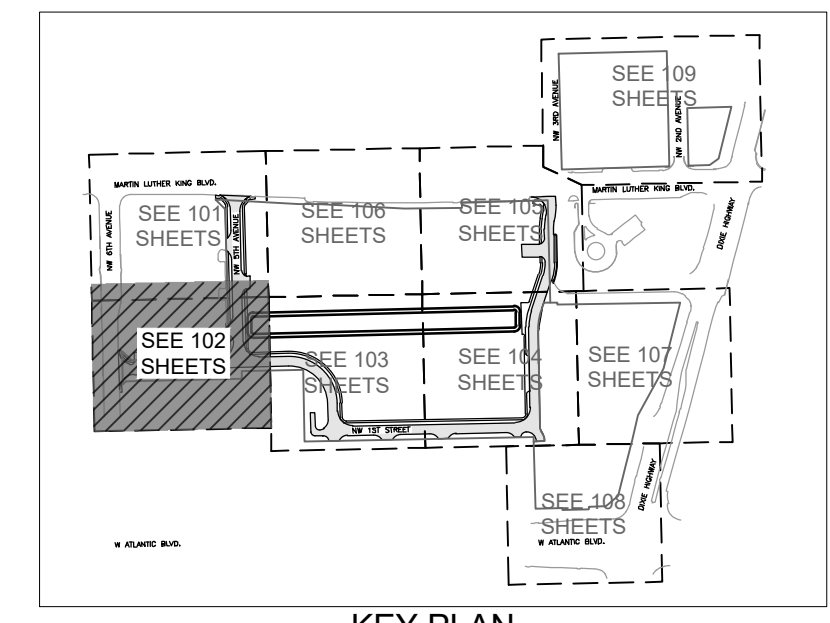 SEE 109
SHEETS
NW 3RD AVENUE
NW 2ND AVENUE
MARTIN LUTHER KING BLVD.
MARTIN LUTHER KING BLVD.
SEE 101
SHEETS
SEE 106
SHEETS
SEE 105
SHEETS
NW 6TH AVENUE
NW 5TH AVENUE
DIXIE HIGHWAY
SEE 102
SHEETS
SEE 103
SHEETS
SEE 104
SHEETS
SEE 107
SHEETS
NW 1ST STREET
SEE 108
SHEETS
DIXIE HIGHWAY
W ATLANTIC BLVD.
W ATLANTIC BLVD.
KEY PLAN